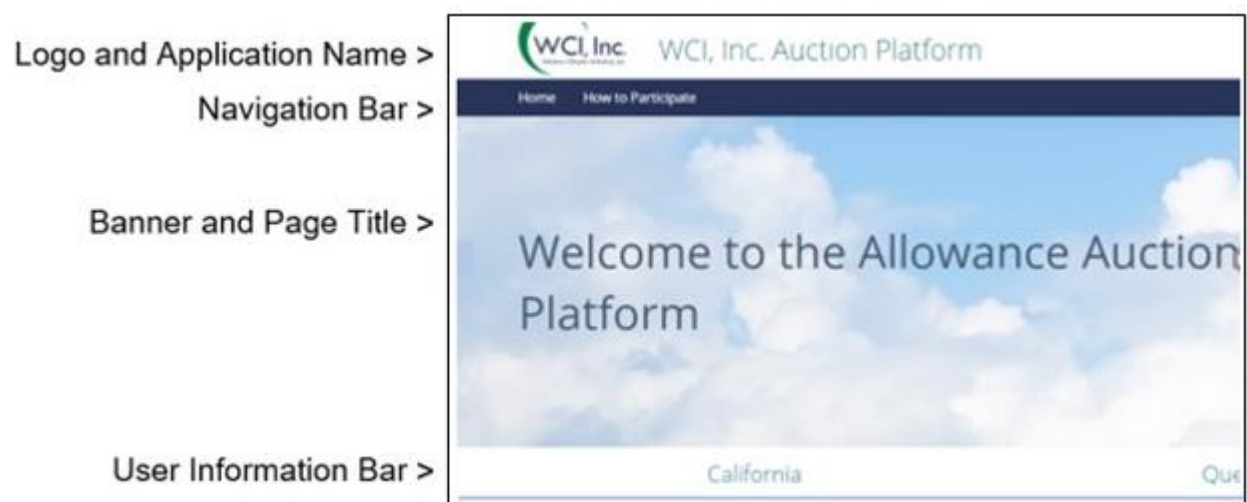 Logo and Application Name >
WCI, Inc.
WCI, Inc. Auction Platform
Navigation Bar >
Home How to Participate
Banner and Page Title >
Welcome to the Allowance Auction
Platform
User Information Bar >
California
Que